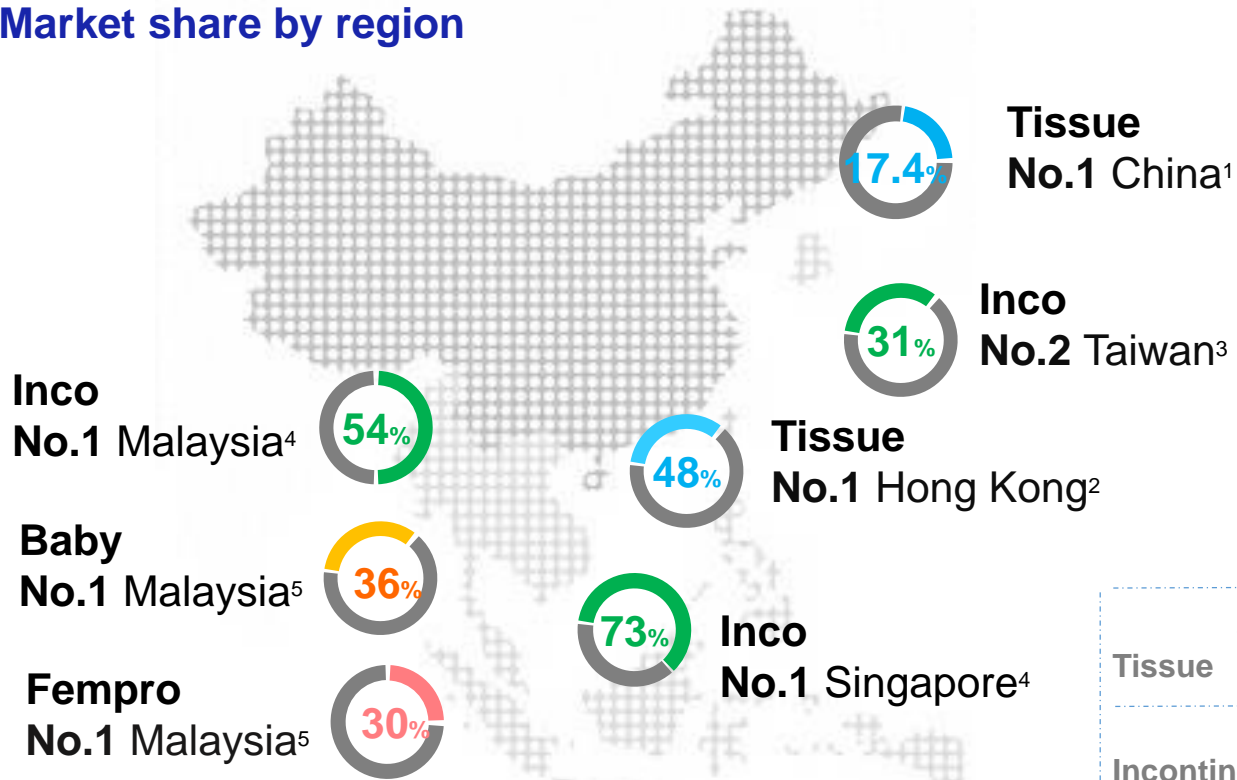 Market share by region
17.4%
Tissue
No.1 China¹
31%
Inco
No.2 Taiwan³
Inco
No.1 Malaysia⁴
54%
48%
Tissue
No.1 Hong Kong²
Baby
No.1 Malaysia⁵
36%
73%
Inco
No.1 Singapore⁴
Fempro
No.1 Malaysia⁵
30%
Tissue
Incontin